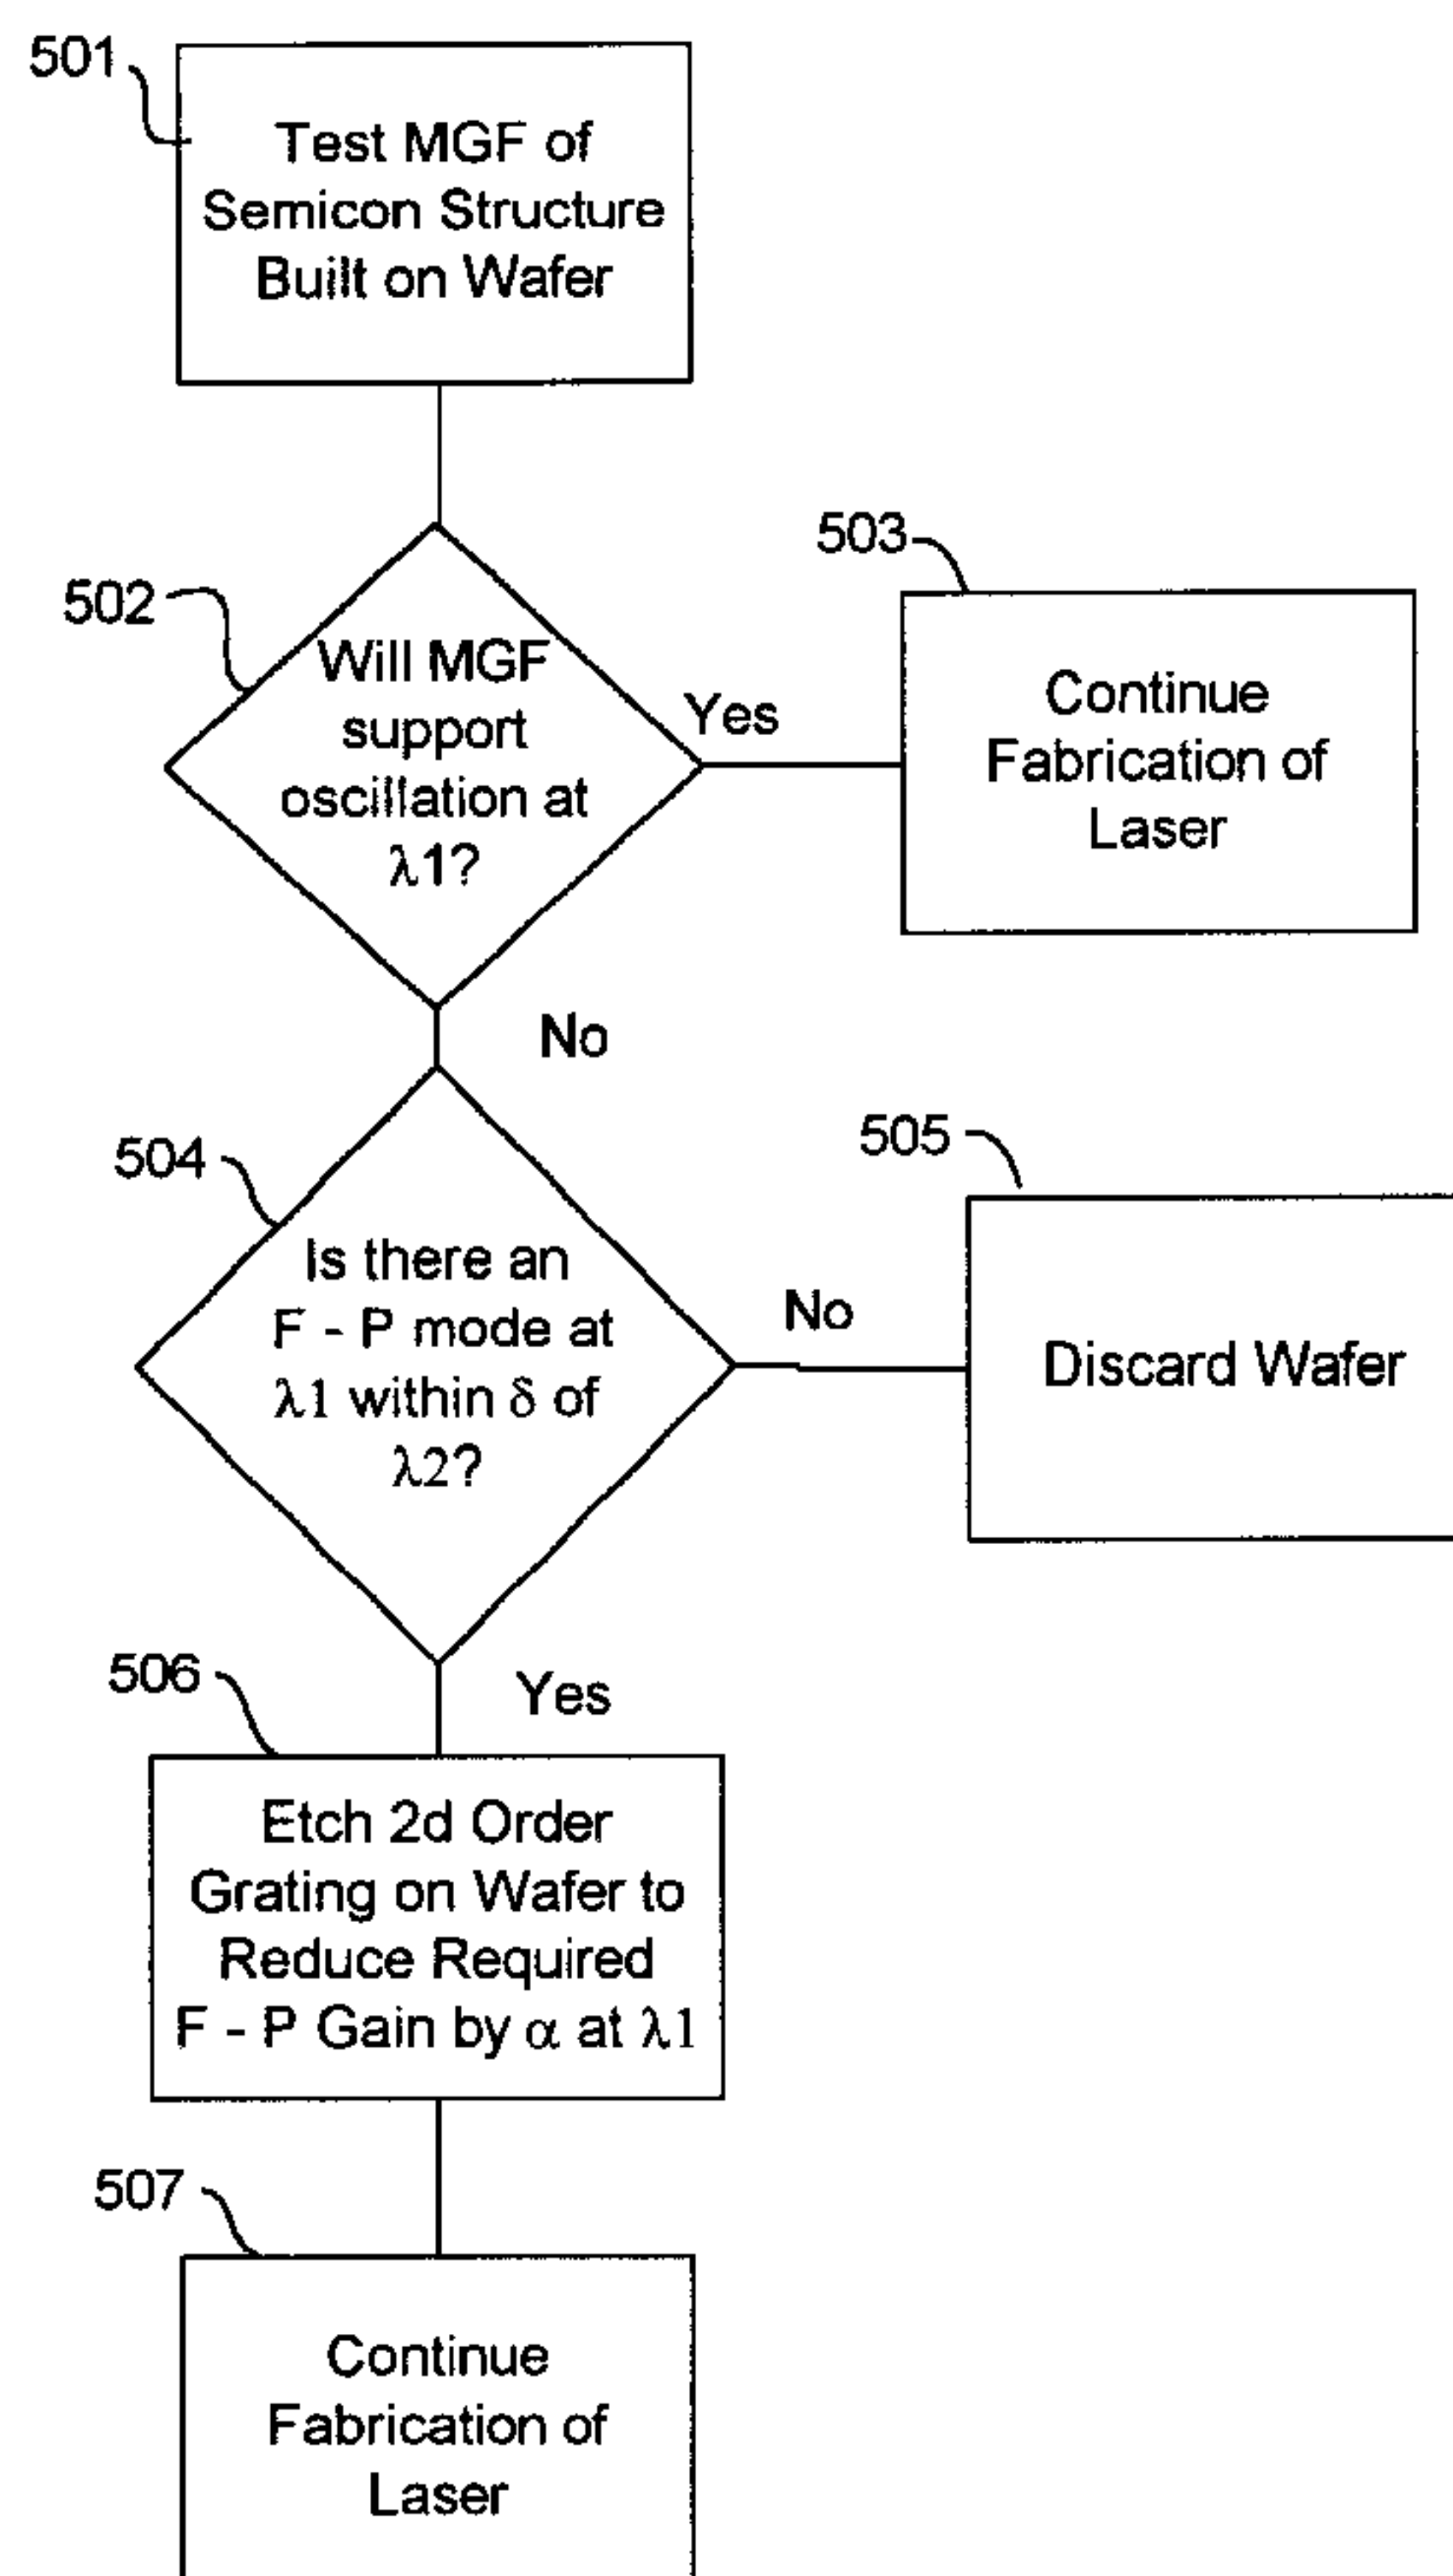 501
Test MGF of
Semicon Structure
Built on Wafer
502
Will MGF
support
oscillation at
λ1?
Yes
503
Continue
Fabrication of
Laser
No
504
Is there an
F - P mode at
λ1 within δ of
λ2?
No
505
Discard Wafer
Yes
506
Etch 2d Order
Grating on Wafer to
Reduce Required
F - P Gain by α at λ1
507
Continue
Fabrication of
Laser